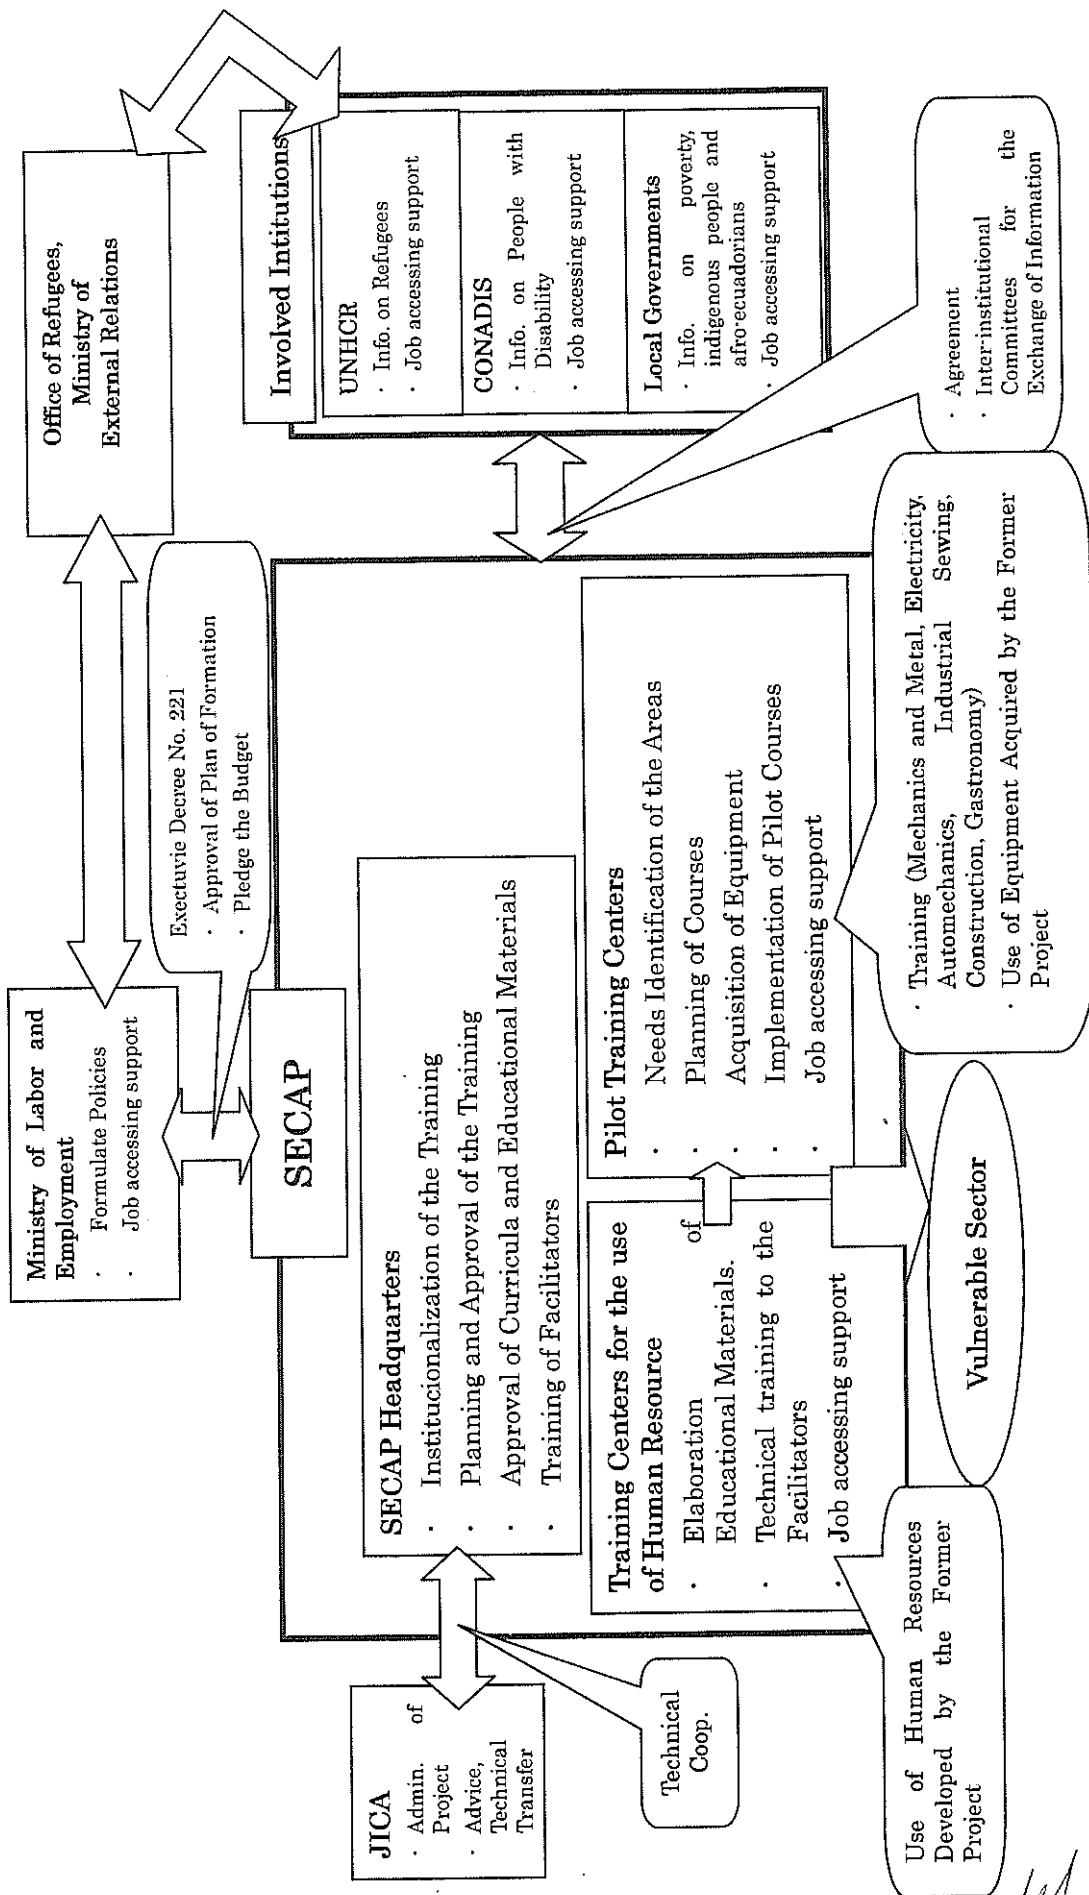 Office of Refugees,
Ministry of
External Relations
Ministry of Labor and
Employment
· Formulate Policies
· Job accessing support
Exectuvie Decree No. 221
· Approval of Plan of Formation
· Pledge the Budget
Involved Intitutions
UNHCR
· Info. on Refugees
· Job accessing support
CONADIS
· Info. on People with
Disability
· Job accessing support
Local Governments
· Info. on poverty,
indigenous people and
afro-ecuadorians
· Job accessing support
SECAP
JICA
· Admin. of
Project
· Advice,
Technical
Transfer
SECAP Headquarters
· Institucionalization of the Training
· Planning and Approval of the Training
· Approval of Curricula and Educational Materials
· Training of Facilitators
Training Centers for the use
of Human Resource
· Elaboration of
Educational Materials.
· Technical training to the
Facilitators
· Job accessing support
Pilot Training Centers
· Needs Identification of the Areas
· Planning of Courses
· Acquisition of Equipment
· Implementation of Pilot Courses
· Job accessing support
Technical
Coop.
· Agreement
· Inter-institutional
Committees for the
Exchange of Information
Use of Human Resources
Developed by the Former
Project
Vulnerable Sector
· Training (Mechanics and Metal, Electricity,
Automechanics, Industrial Sewing,
Construction, Gastronomy)
· Use of Equipment Acquired by the Former
Project